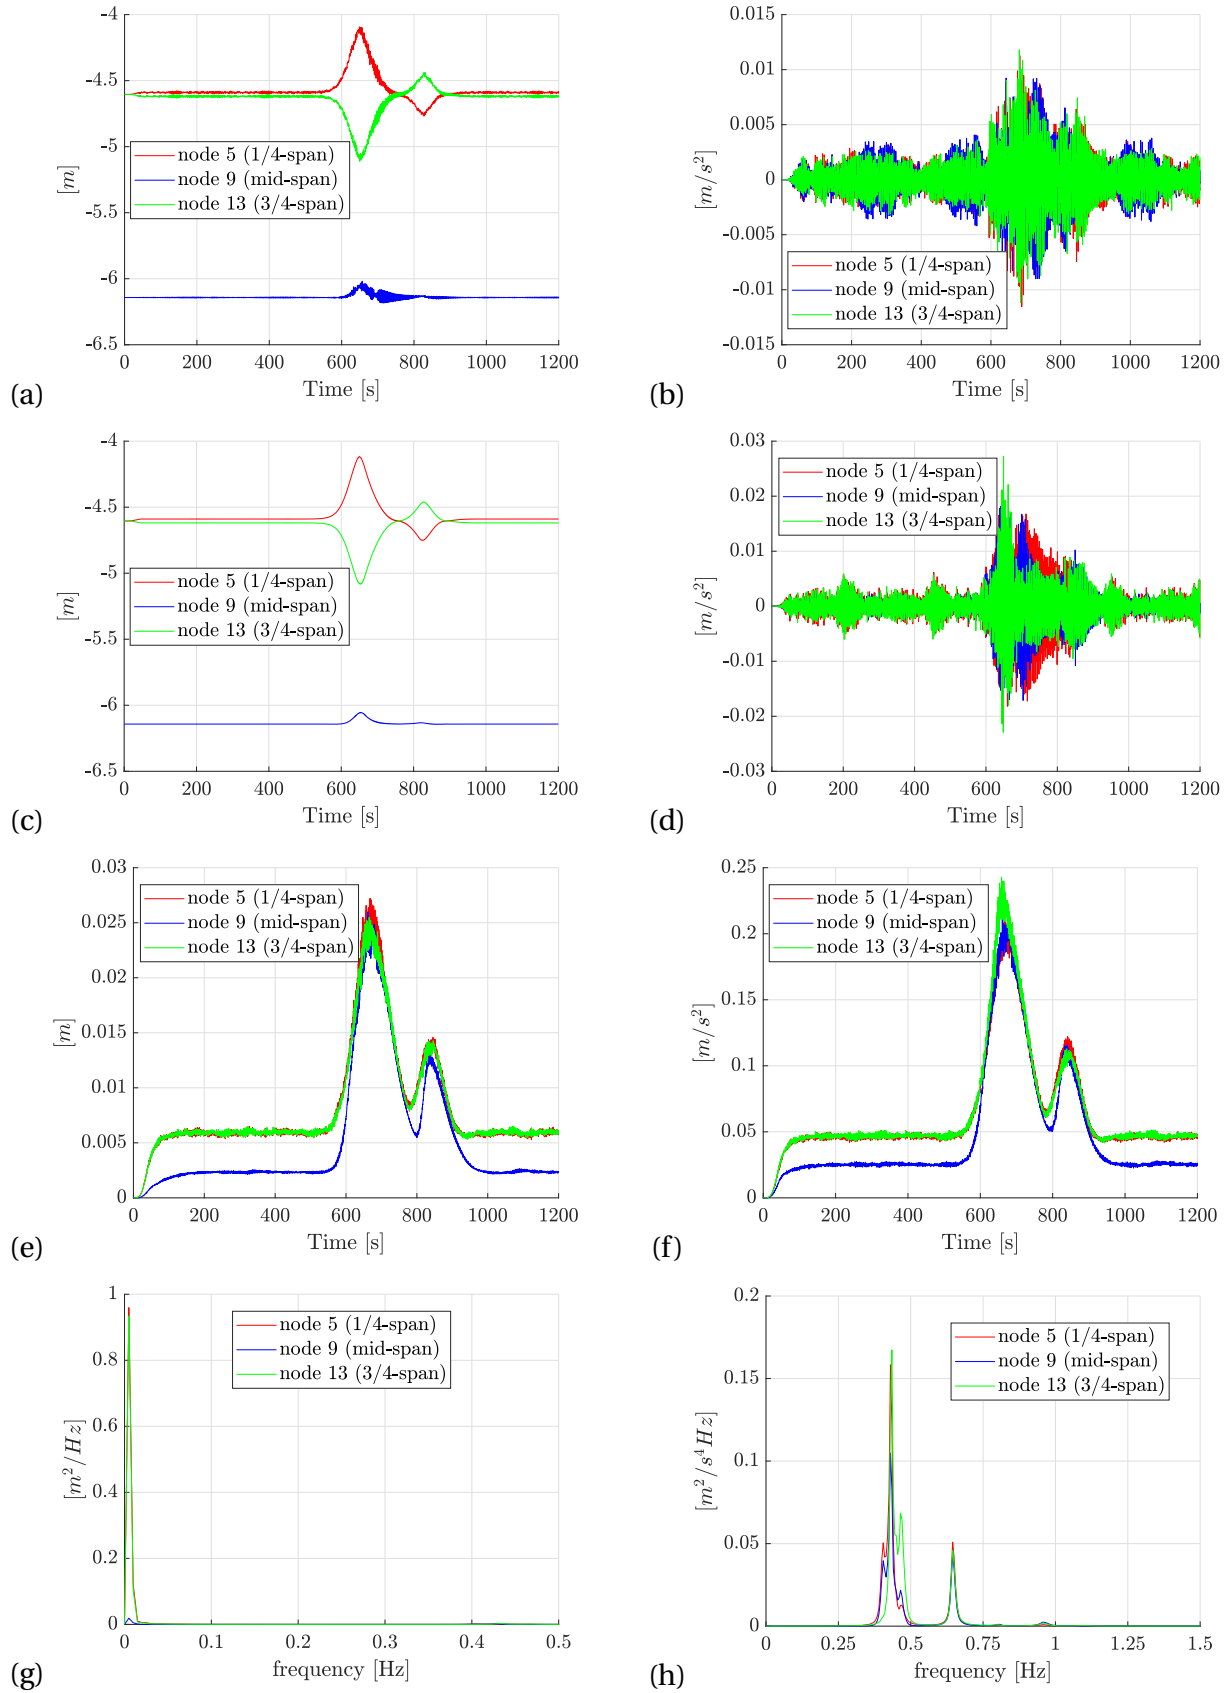 -4
-4.5
-5
-5.5
-6
-6.5
[m]
node 5 (1/4-span)
node 9 (mid-span)
node 13 (3/4-span)
0 200 400 600 800 1000 1200
Time [s]
(a)
0.015
0.01
0.005
0
-0.005
-0.01
-0.015
[m/s²]
node 5 (1/4-span)
node 9 (mid-span)
node 13 (3/4-span)
0 200 400 600 800 1000 1200
Time [s]
(b)
-4
-4.5
-5
-5.5
-6
-6.5
[m]
node 5 (1/4-span)
node 9 (mid-span)
node 13 (3/4-span)
0 200 400 600 800 1000 1200
Time [s]
(c)
0.03
0.02
0.01
0
-0.01
-0.02
-0.03
[m/s²]
node 5 (1/4-span)
node 9 (mid-span)
node 13 (3/4-span)
0 200 400 600 800 1000 1200
Time [s]
(d)
0.03
0.025
0.02
0.015
0.01
0.005
0
[m]
node 5 (1/4-span)
node 9 (mid-span)
node 13 (3/4-span)
0 200 400 600 800 1000 1200
Time [s]
(e)
0.25
0.2
0.15
0.1
0.05
0
[m/s²]
node 5 (1/4-span)
node 9 (mid-span)
node 13 (3/4-span)
0 200 400 600 800 1000 1200
Time [s]
(f)
1
0.8
0.6
0.4
0.2
0
[m²/Hz]
node 5 (1/4-span)
node 9 (mid-span)
node 13 (3/4-span)
0 0.1 0.2 0.3 0.4 0.5
frequency [Hz]
(g)
0.2
0.15
0.1
0.05
0
[m²/s⁴Hz]
node 5 (1/4-span)
node 9 (mid-span)
node 13 (3/4-span)
0 0.25 0.5 0.75 1 1.25 1.5
frequency [Hz]
(h)